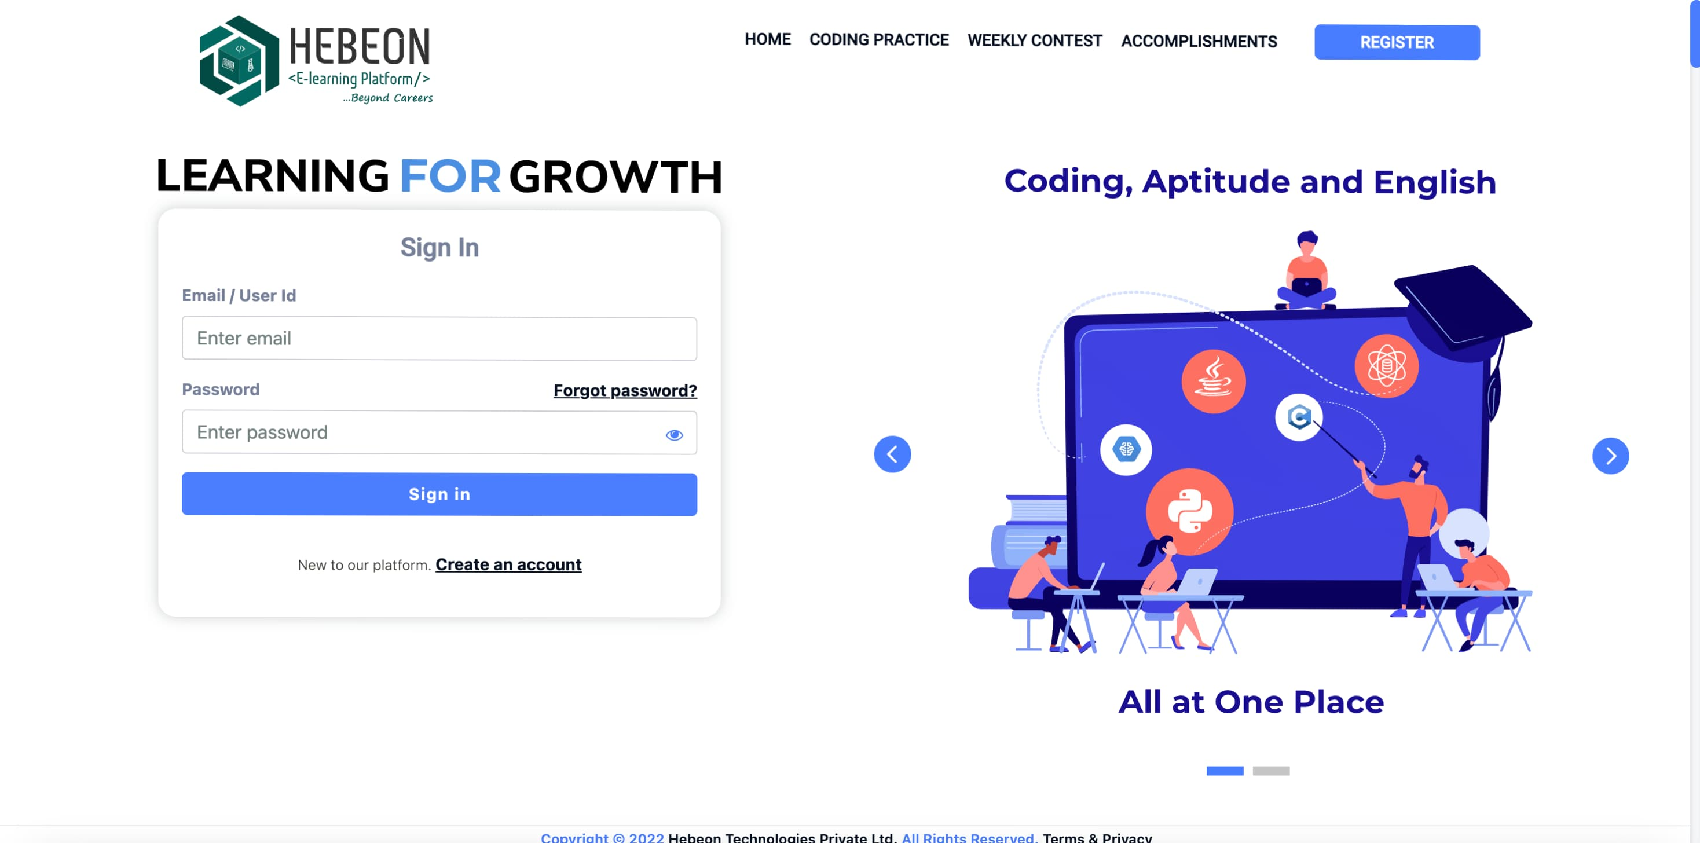 HEBEON
<E-learning Platform/>
...Beyond Careers
HOME CODING PRACTICE WEEKLY CONTEST ACCOMPLISHMENTS REGISTER
LEARNING FOR GROWTH
Sign In
Email / User Id
Enter email
Password Forgot password?
Enter password
Sign in
New to our platform. Create an account
Coding, Aptitude and English
All at One Place
Copyright © 2022 Hebeon Technologies Private Ltd. All Rights Reserved. Terms & Privacy